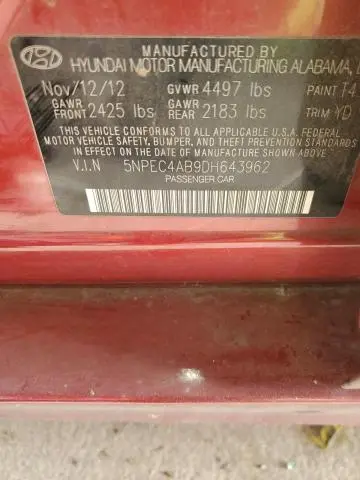 MANUFACTURED BY
HYUNDAI MOTOR MANUFACTURING ALABAMA,
Nov/12/12 GVWR 4497 lbs PAINT T4
GAWR FRONT 2425 lbs GAWR REAR 2183 lbs TRIM YD
THIS VEHICLE CONFORMS TO ALL APPLICABLE U.S.A. FEDERAL
MOTOR VEHICLE SAFETY, BUMPER, AND THEFT PREVENTION
STANDARDS IN EFFECT ON THE DATE OF MANUFACTURE
V.I.N 5NPEC4AB9DH643962
PASSENGER CAR